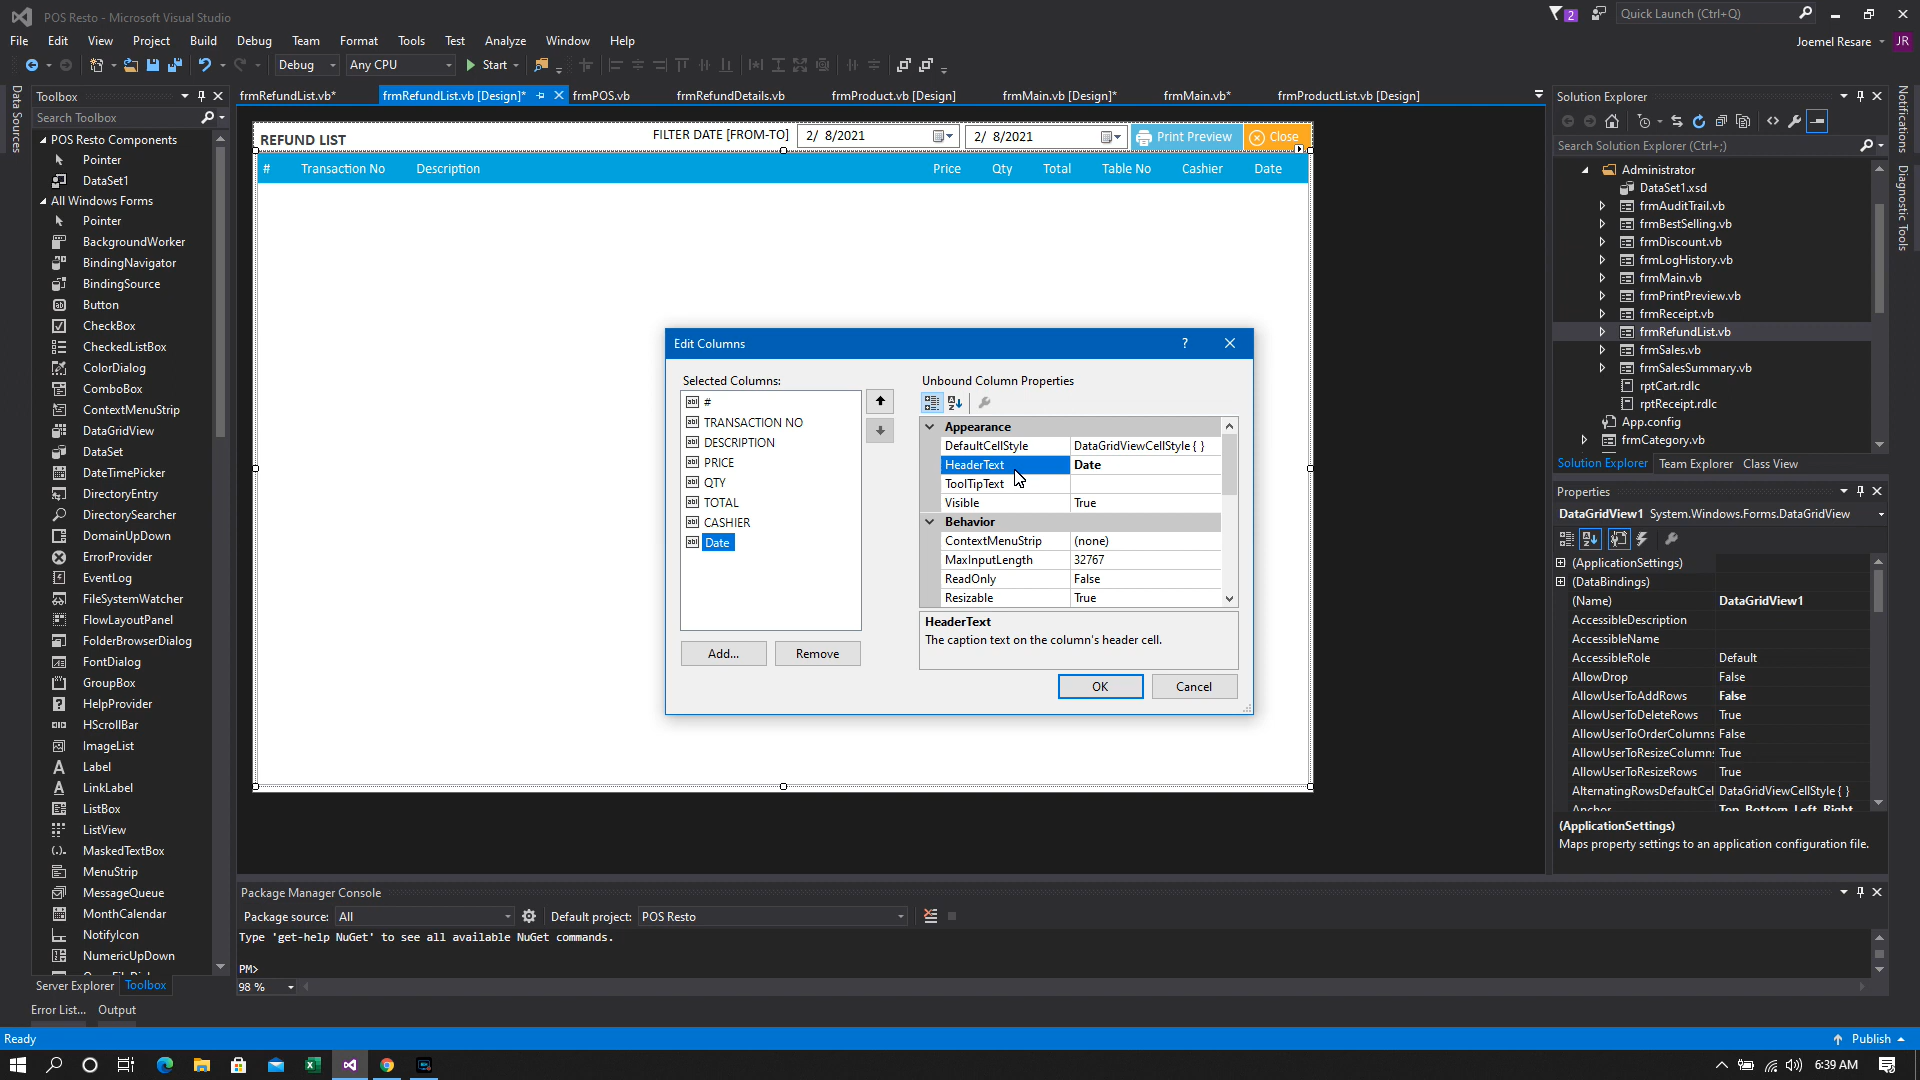 POS Resto - Microsoft Visual Studio
2
Quick Launch (Ctrl+Q)
File Edit View Project Build Debug Team Format Tools Test Analyze Window Help
Joemel Resare
JR
Debug
Any CPU
Start
Data Sources
Toolbox
Search Toolbox
POS Resto Components
Pointer
DataSet1
All Windows Forms
Pointer
BackgroundWorker
BindingNavigator
BindingSource
Button
CheckBox
CheckedListBox
ColorDialog
ComboBox
ContextMenuStrip
DataGridView
DataSet
DateTimePicker
DirectoryEntry
DirectorySearcher
DomainUpDown
ErrorProvider
EventLog
FileSystemWatcher
FlowLayoutPanel
FolderBrowserDialog
FontDialog
GroupBox
HelpProvider
HScrollBar
ImageList
Label
LinkLabel
ListBox
ListView
MaskedTextBox
MenuStrip
MessageQueue
MonthCalendar
NotifyIcon
NumericUpDown
Server Explorer
Toolbox
Error List...
Output
frmRefundList.vb*
frmRefundList.vb [Design]*
frmPOS.vb
frmRefundDetails.vb
frmProduct.vb [Design]
frmMain.vb [Design]*
frmMain.vb*
frmProductList.vb [Design]
REFUND LIST
FILTER DATE [FROM-TO]
2/ 8/2021
2/ 8/2021
Print Preview
Close
# Transaction No Description Price Qty Total Table No Cashier Date
Edit Columns
?
Selected Columns:
#
TRANSACTION NO
DESCRIPTION
PRICE
QTY
TOTAL
CASHIER
Date
Add...
Remove
Unbound Column Properties
Appearance
DefaultCellStyle DataGridViewCellStyle { }
HeaderText Date
ToolTipText
Visible True
Behavior
ContextMenuStrip (none)
MaxInputLength 32767
ReadOnly False
Resizable True
HeaderText
The caption text on the column's header cell.
OK
Cancel
Package Manager Console
Package source: All
Default project: POS Resto
Type 'get-help NuGet' to see all available NuGet commands.
PM>
98 %
Solution Explorer
Search Solution Explorer (Ctrl+;)
Administrator
DataSet1.xsd
frmAuditTrail.vb
frmBestSelling.vb
frmDiscount.vb
frmLogHistory.vb
frmMain.vb
frmPrintPreview.vb
frmReceipt.vb
frmRefundList.vb
frmSales.vb
frmSalesSummary.vb
rptCart.rdlc
rptReceipt.rdlc
App.config
frmCategory.vb
Solution Explorer
Team Explorer
Class View
Properties
DataGridView1 System.Windows.Forms.DataGridView
(ApplicationSettings)
(DataBindings)
(Name) DataGridView1
AccessibleDescription
AccessibleName
AccessibleRole Default
AllowDrop False
AllowUserToAddRows False
AllowUserToDeleteRows True
AllowUserToOrderColumns False
AllowUserToResizeColumns True
AllowUserToResizeRows True
AlternatingRowsDefaultCel DataGridViewCellStyle { }
Anchor Top, Bottom, Left, Right
(ApplicationSettings)
Maps property settings to an application configuration file.
Notifications
Diagnostic Tools
Ready
Publish
6:39 AM